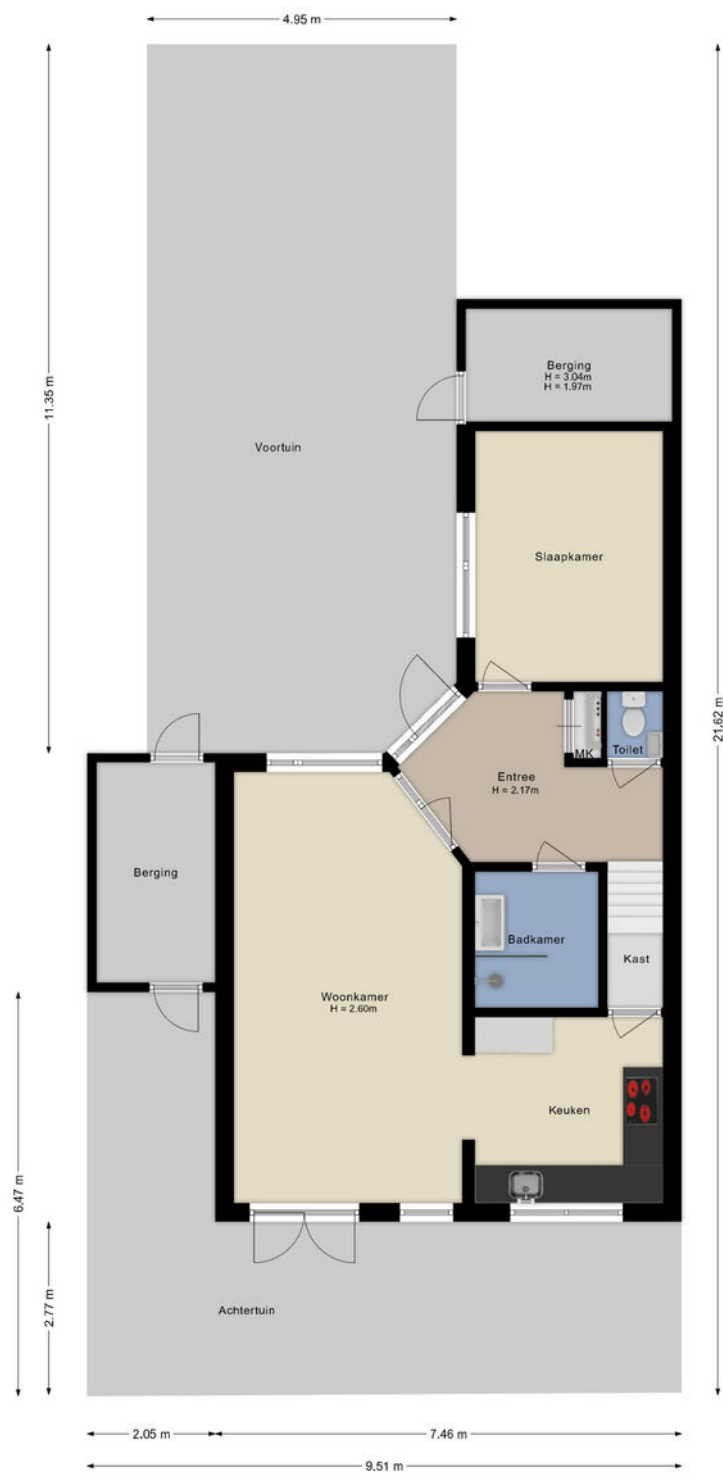 4.95 m
11.35 m
Berging
H = 3.04m
H = 1.97m
Voortuin
Slaapkamer
21.62 m
MK
Toilet
Entree
H = 2.17m
Berging
Badkamer
Kast
Woonkamer
H = 2.60m
Keuken
6.47 m
2.77 m
Achtertuin
2.05 m
7.46 m
9.51 m